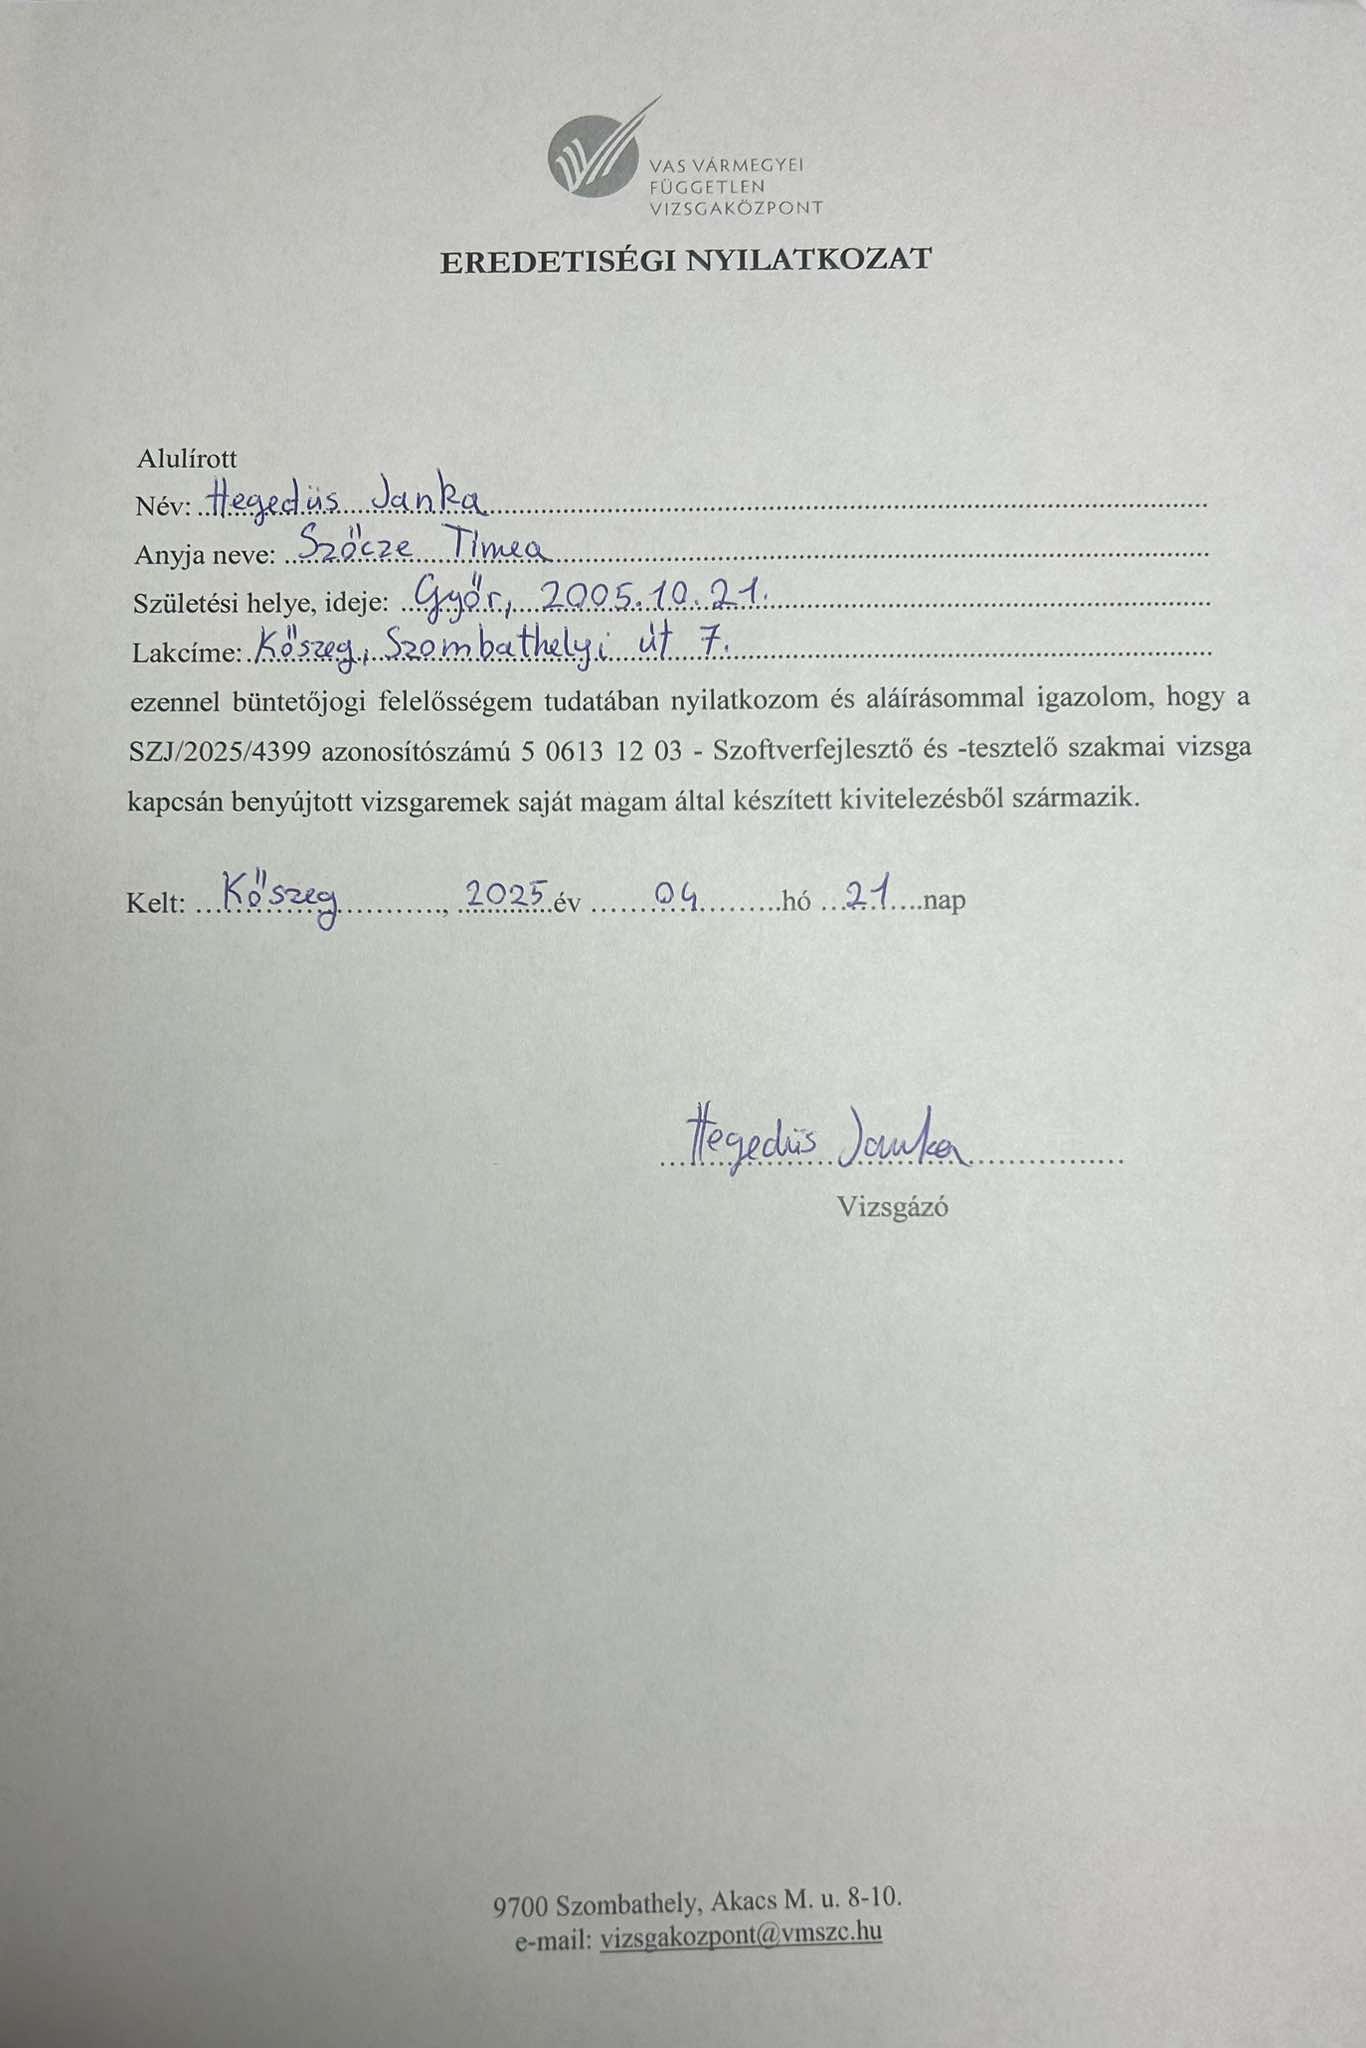 VAS VÁRMEGYEI
FÜGGETLEN
VIZSGAKÖZPONT
EREDETISÉGI NYILATKOZAT
Alulírott
Név: Hegedüs Janka
Anyja neve: Szőcze Tímea
Születési helye, ideje: Győr, 2005.10.21.
Lakcíme: Kőszeg, Szombathelyi út 7.
ezennel büntetőjogi felelősségem tudatában nyilatkozom és aláírásommal igazolom, hogy a
SZJ/2025/4399 azonosítószámú 5 0613 12 03 - Szoftverfejlesztő és -tesztelő szakmai vizsga
kapcsán benyújtott vizsgaremek saját magam által készített kivitelezésből származik.
Kelt: Kőszeg, 2025 év 04 hó 21 nap
Hegedüs Janka
Vizsgázó
9700 Szombathely, Akacs M. u. 8-10.
e-mail: vizsgakozpont@vmszc.hu